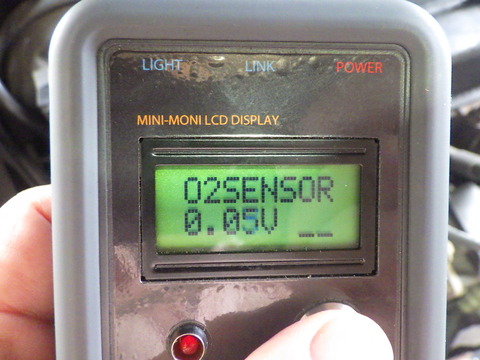 LIGHT LINK POWER
MINI-MONI LCD DISPLAY
O2SENSOR
0.05V __